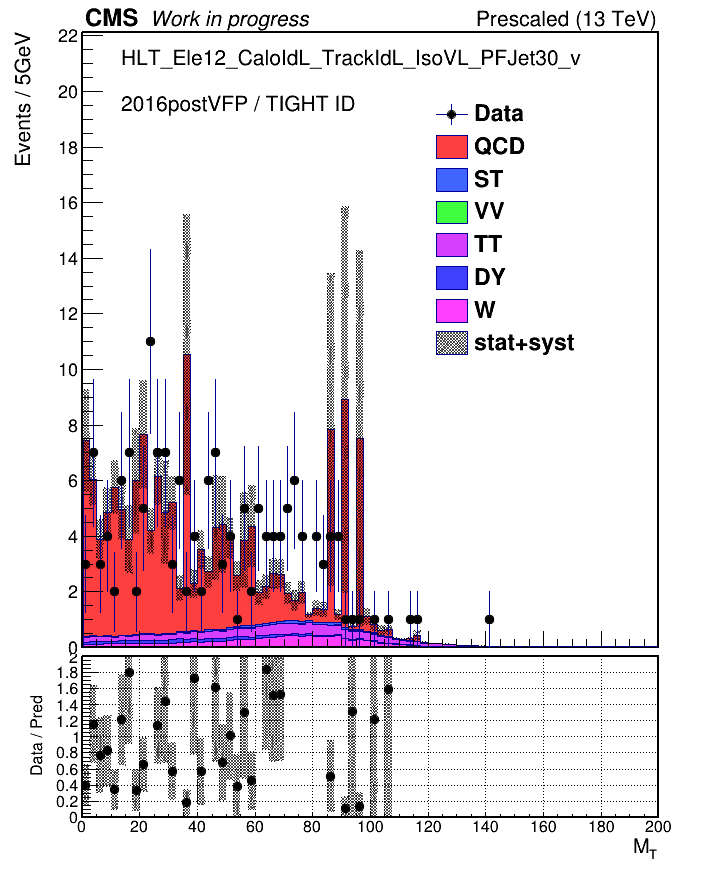 CMS Work in progress Prescaled (13 TeV)
Events / 5GeV
HLT_Ele12_CaloIdL_TrackIdL_IsoVL_PFJet30_v
2016postVFP / TIGHT ID
Data
QCD
ST
VV
TT
DY
W
stat+syst
22
20
18
16
14
12
10
8
6
4
2
0
Data / Pred
2
1.8
1.6
1.4
1.2
1
0.8
0.6
0.4
0.2
0
0 20 40 60 80 100 120 140 160 180 200
M_T